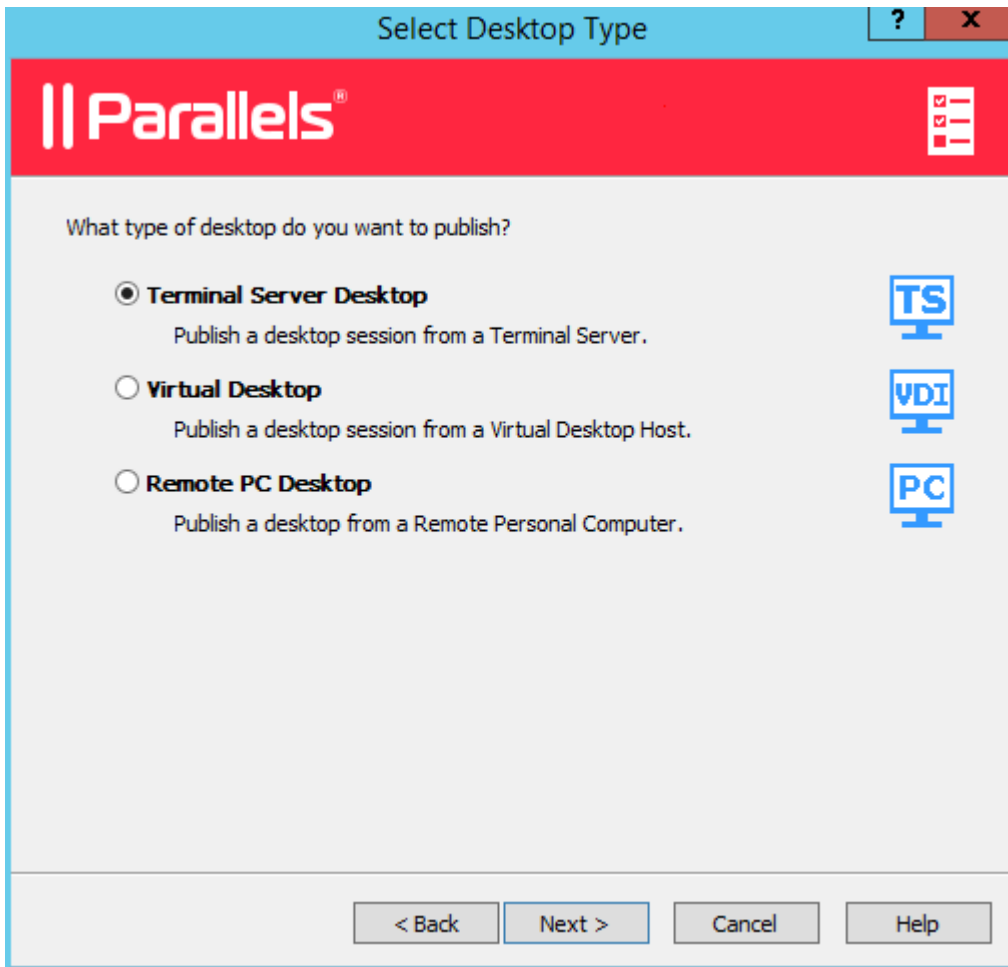 Select Desktop Type
? x
|| Parallels®
What type of desktop do you want to publish?
Terminal Server Desktop
TS
Publish a desktop session from a Terminal Server.
Virtual Desktop
VDI
Publish a desktop session from a Virtual Desktop Host.
Remote PC Desktop
PC
Publish a desktop from a Remote Personal Computer.
< Back
Next >
Cancel
Help